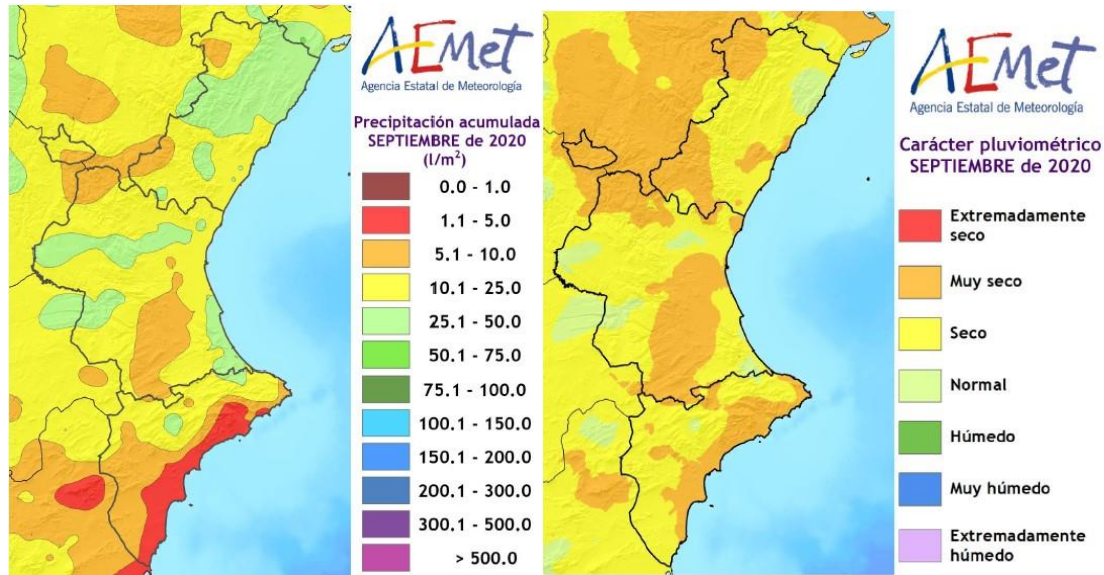 AEMet
Agencia Estatal de Meteorología
Precipitación acumulada
SEPTIEMBRE de 2020
(l/m²)
0.0 - 1.0
1.1 - 5.0
5.1 - 10.0
10.1 - 25.0
25.1 - 50.0
50.1 - 75.0
75.1 - 100.0
100.1 - 150.0
150.1 - 200.0
200.1 - 300.0
300.1 - 500.0
> 500.0
AEMet
Agencia Estatal de Meteorología
Carácter pluviométrico
SEPTIEMBRE de 2020
Extremadamente
seco
Muy seco
Seco
Normal
Húmedo
Muy húmedo
Extremadamente
húmedo